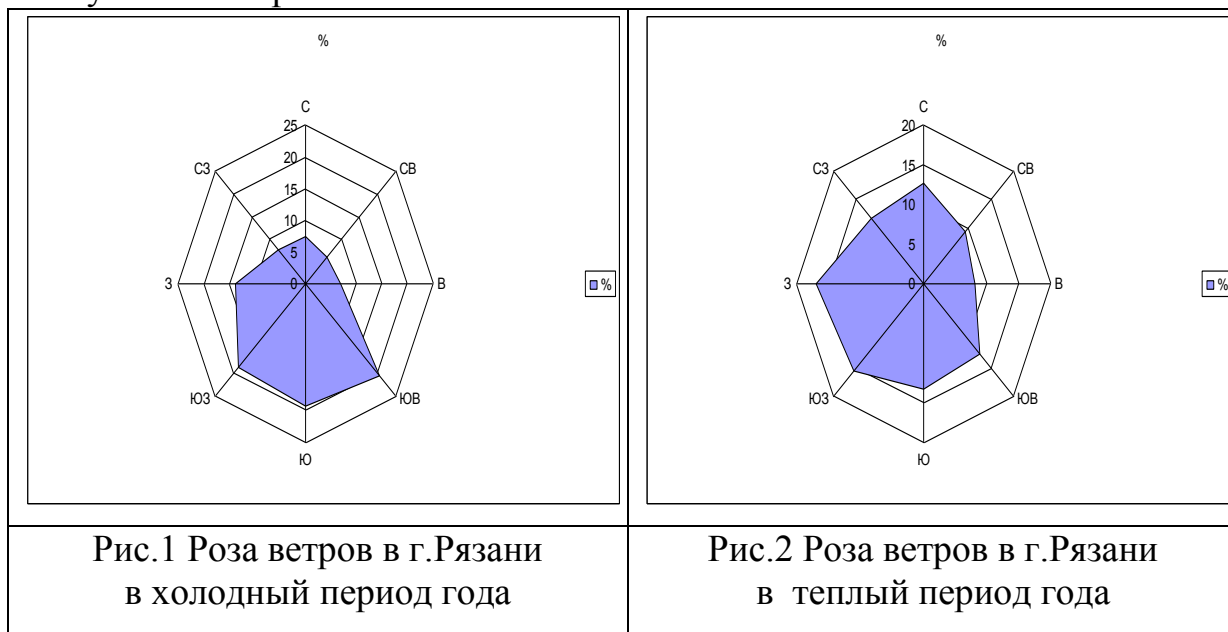 %
С
25
СЗ
20
СВ
15
10
5
З
0
В
%
ЮЗ
ЮВ
Ю
%
С
20
СЗ
15
СВ
10
5
З
0
В
%
ЮЗ
ЮВ
Ю
Рис.1 Роза ветров в г.Рязани
в холодный период года
Рис.2 Роза ветров в г.Рязани
в теплый период года